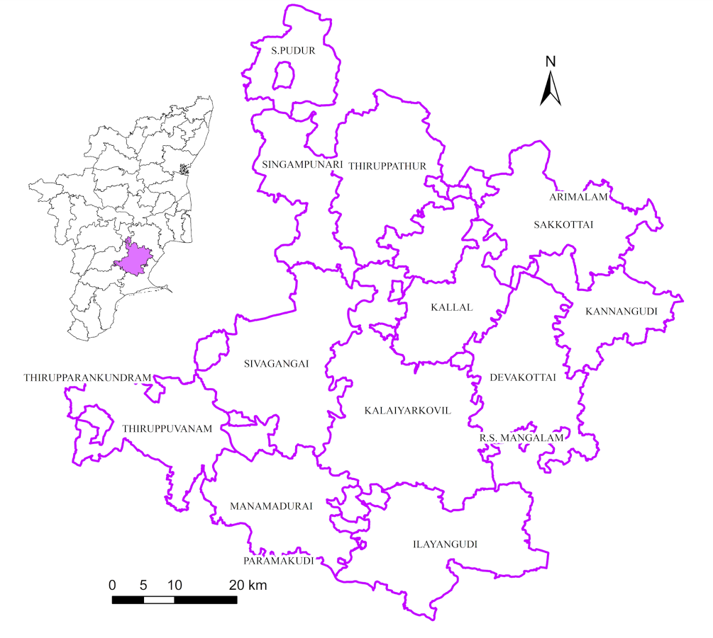 S.PUDUR
N
SINGAMPUNARI
THIRUPPATHUR
ARIMALAM
SAKKOTTAI
KALLAL
KANNANGUDI
SIVAGANGAI
THIRUPPARANKUNDRAM
DEVAKOTTAI
KALAIYARKOVIL
THIRUPPUVANAM
R.S. MANGALAM
MANAMADURAI
ILAYANGUDI
PARAMAKUDI
0 5 10 20 km